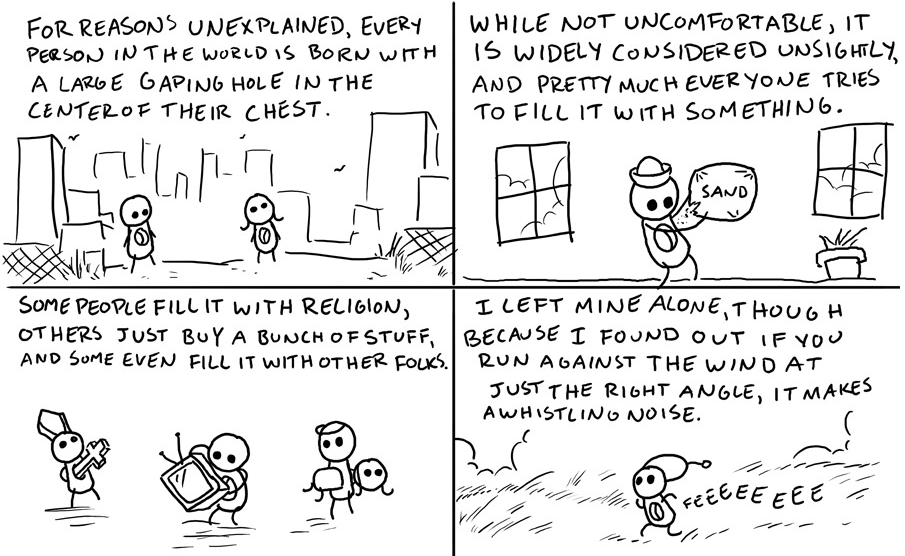 FOR REASONS UNEXPLAINED, EVERY
PERSON IN THE WORLD IS BORN WITH
A LARGE GAPING HOLE IN THE
CENTER OF THEIR CHEST.
WHILE NOT UNCOMFORTABLE, IT
IS WIDELY CONSIDERED UNSIGHTLY,
AND PRETTY MUCH EVERYONE TRIES
TO FILL IT WITH SOMETHING.
SAND
SOME PEOPLE FILL IT WITH RELIGION,
OTHERS JUST BUY A BUNCH OF STUFF,
AND SOME EVEN FILL IT WITH OTHER FOLKS.
I LEFT MINE ALONE, THOUGH
BECAUSE I FOUND OUT IF YOU
RUN AGAINST THE WIND AT
JUST THE RIGHT ANGLE, IT MAKES
A WHISTLING NOISE.
FEEEEEEEE